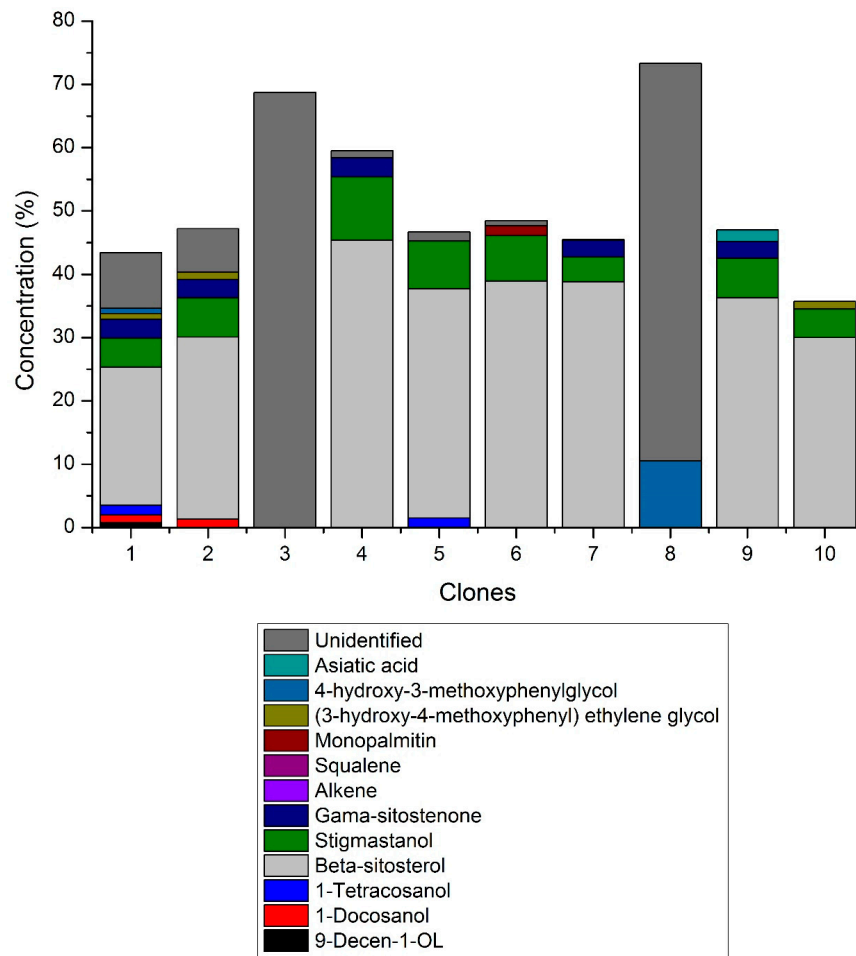 80
70
60
50
40
30
20
10
0
Concentration (%)
1 2 3 4 5 6 7 8 9 10
Clones
Unidentified
Asiatic acid
4-hydroxy-3-methoxyphenylglycol
(3-hydroxy-4-methoxyphenyl) ethylene glycol
Monopalmitin
Squalene
Alkene
Gama-sitostenone
Stigmastanol
Beta-sitosterol
1-Tetracosanol
1-Docosanol
9-Decen-1-OL